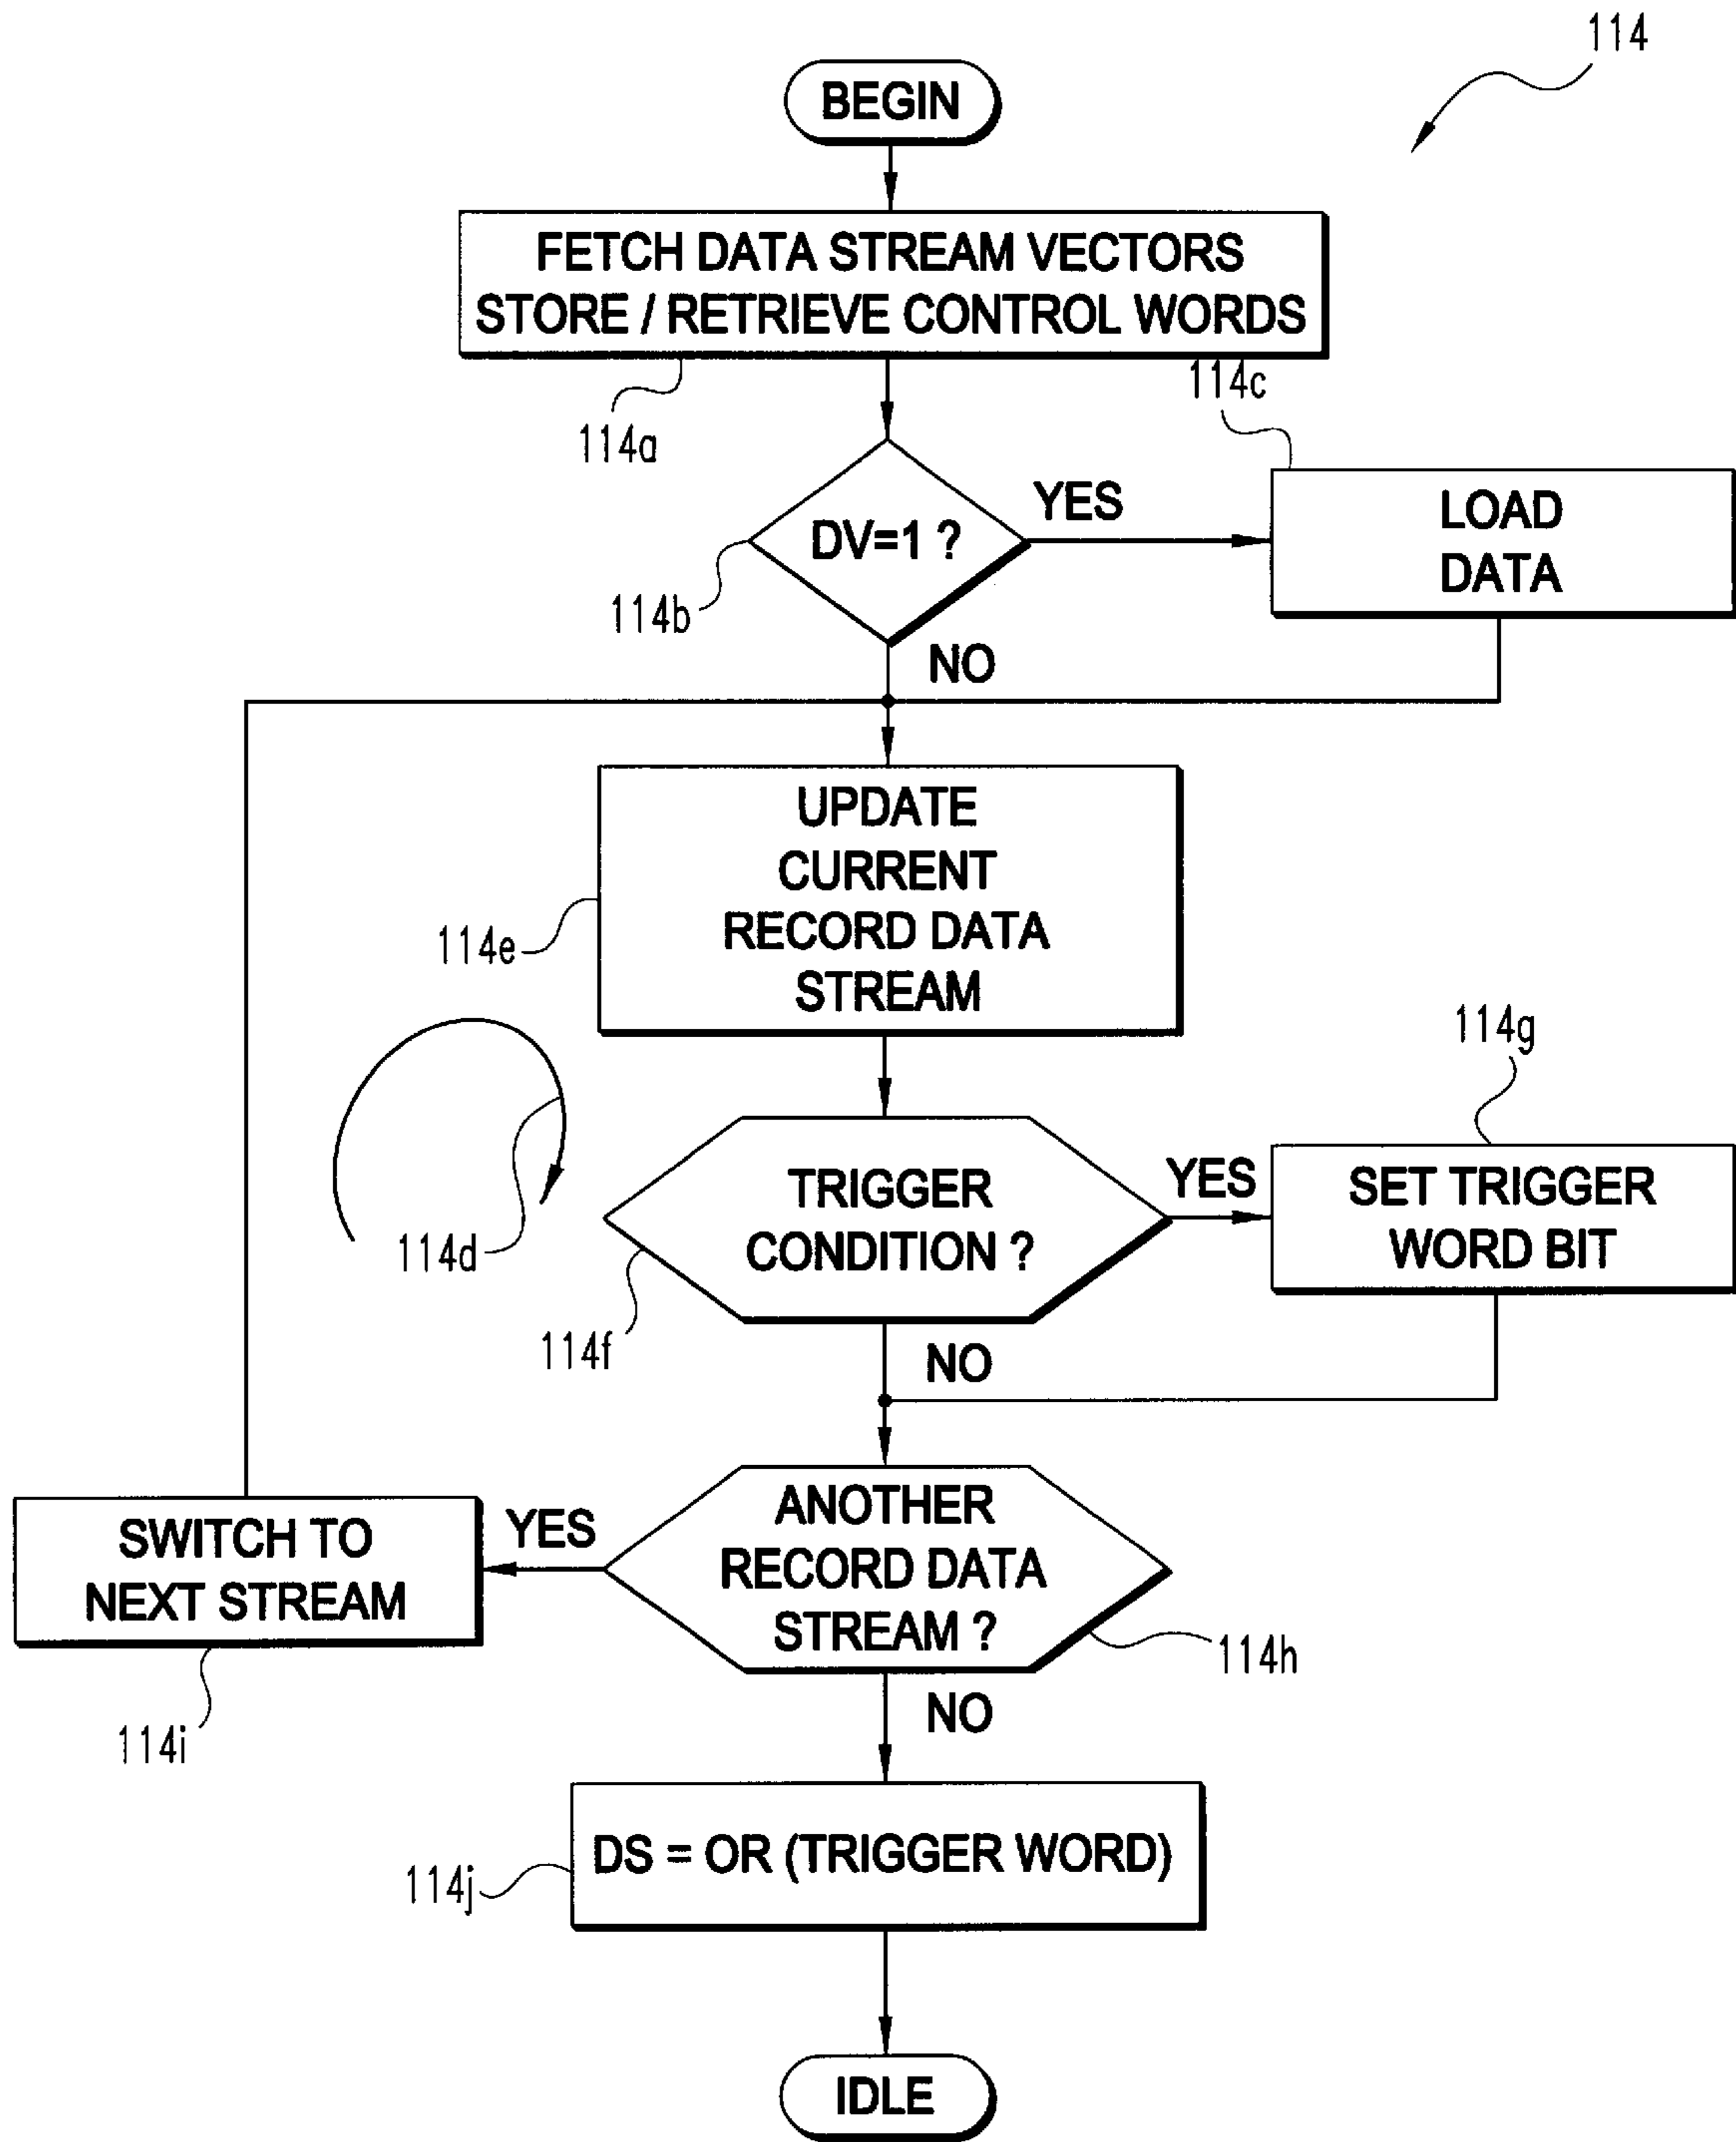 114
BEGIN
FETCH DATA STREAM VECTORS
STORE / RETRIEVE CONTROL WORDS
114a
114c
DV=1 ?
YES
114b
LOAD
DATA
NO
UPDATE
CURRENT
RECORD DATA
STREAM
114e
114d
TRIGGER
CONDITION ?
YES
114f
114g
SET TRIGGER
WORD BIT
NO
ANOTHER
RECORD DATA
STREAM ?
YES
114h
SWITCH TO
NEXT STREAM
114i
NO
DS = OR (TRIGGER WORD)
114j
IDLE